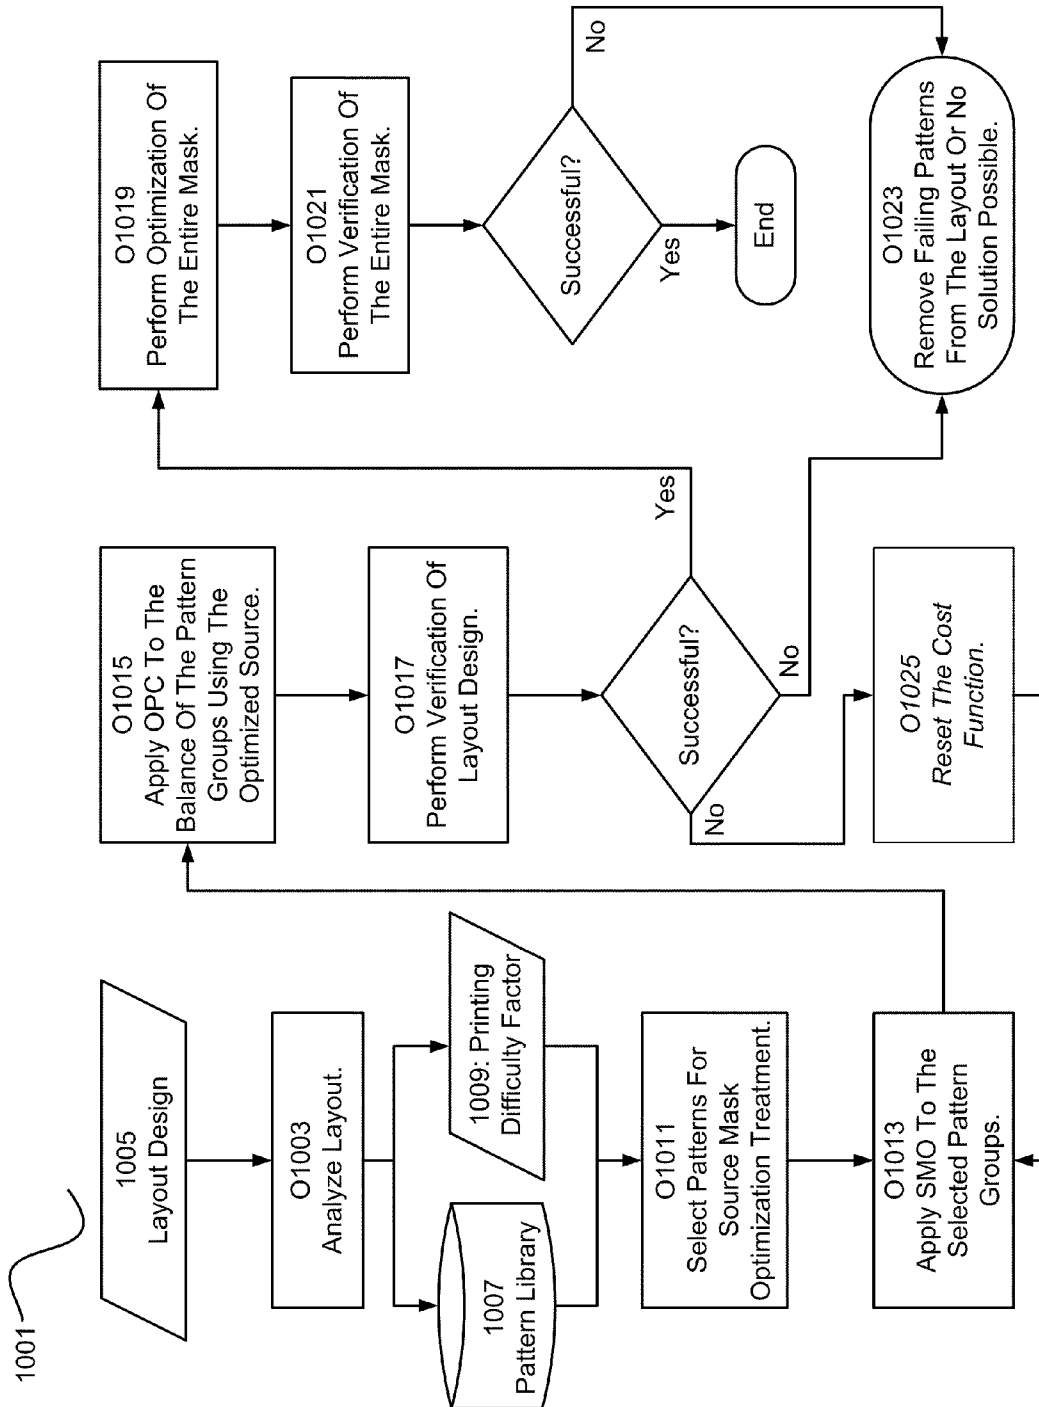 1001
1005
Layout Design
O1003
Analyze Layout.
1007
Pattern Library
1009: Printing
Difficulty Factor
O1011
Select Patterns For
Source Mask
Optimization Treatment.
O1013
Apply SMO To The
Selected Pattern
Groups.
O1015
Apply OPC To The
Balance Of The Pattern
Groups Using The
Optimized Source.
O1017
Perform Verification Of
Layout Design.
Successful?
Yes
No
No
O1025
Reset The Cost
Function.
O1019
Perform Optimization Of
The Entire Mask.
O1021
Perform Verification Of
The Entire Mask.
Successful?
No
Yes
End
O1023
Remove Failing Patterns
From The Layout Or No
Solution Possible.